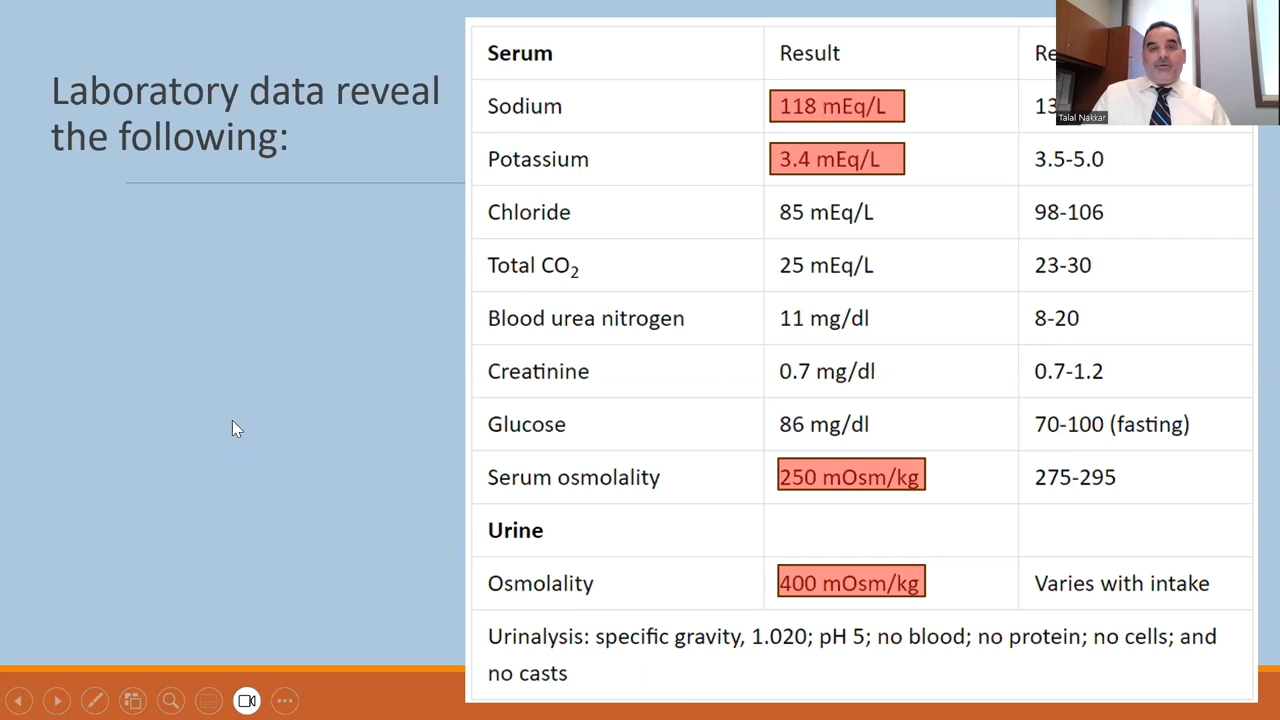 Laboratory data reveal
the following:
Serum Result Re
Sodium 118 mEq/L 13
Talal Nakkar
Potassium 3.4 mEq/L 3.5-5.0
Chloride 85 mEq/L 98-106
Total CO2 25 mEq/L 23-30
Blood urea nitrogen 11 mg/dl 8-20
Creatinine 0.7 mg/dl 0.7-1.2
Glucose 86 mg/dl 70-100 (fasting)
Serum osmolality 250 mOsm/kg 275-295
Urine
Osmolality 400 mOsm/kg Varies with intake
Urinalysis: specific gravity, 1.020; pH 5; no blood; no protein; no cells; and
no casts